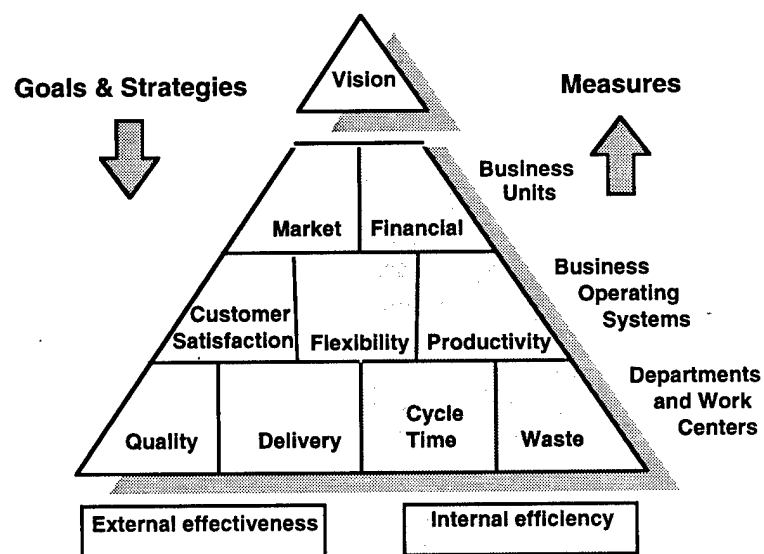 Vision
Goals & Strategies
Measures
Business
Units
Market
Financial
Business
Operating
Systems
Customer
Satisfaction
Flexibility
Productivity
Departments
and Work
Centers
Quality
Delivery
Cycle
Time
Waste
External effectiveness
Internal efficiency